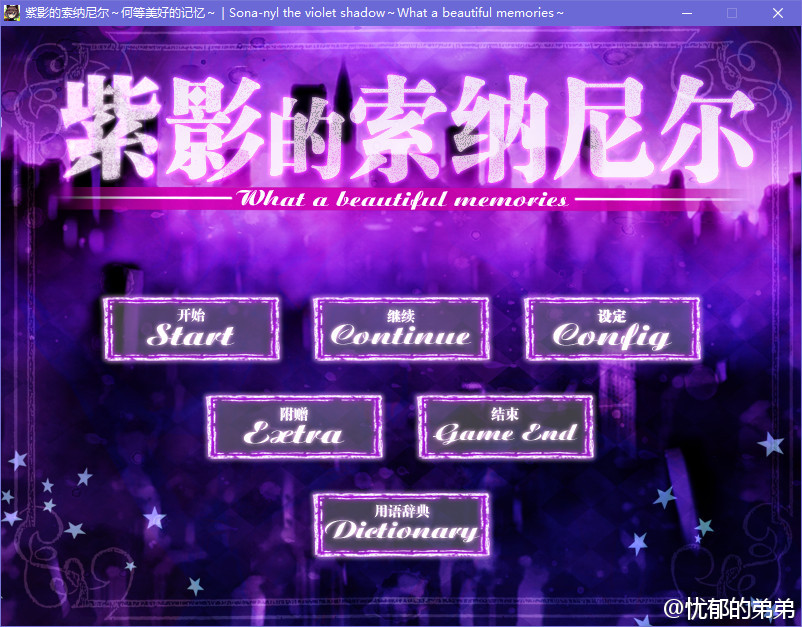 紫影的索纳尼尔～何等美好的记忆～ | Sona-nyl the violet shadow～What a beautiful memories～
紫影的索纳尼尔
What a beautiful memories
开始
Start
继续
Continue
设定
Config
附赠
Extra
结束
Game End
用语辞典
Dictionary
@忧郁的弟弟